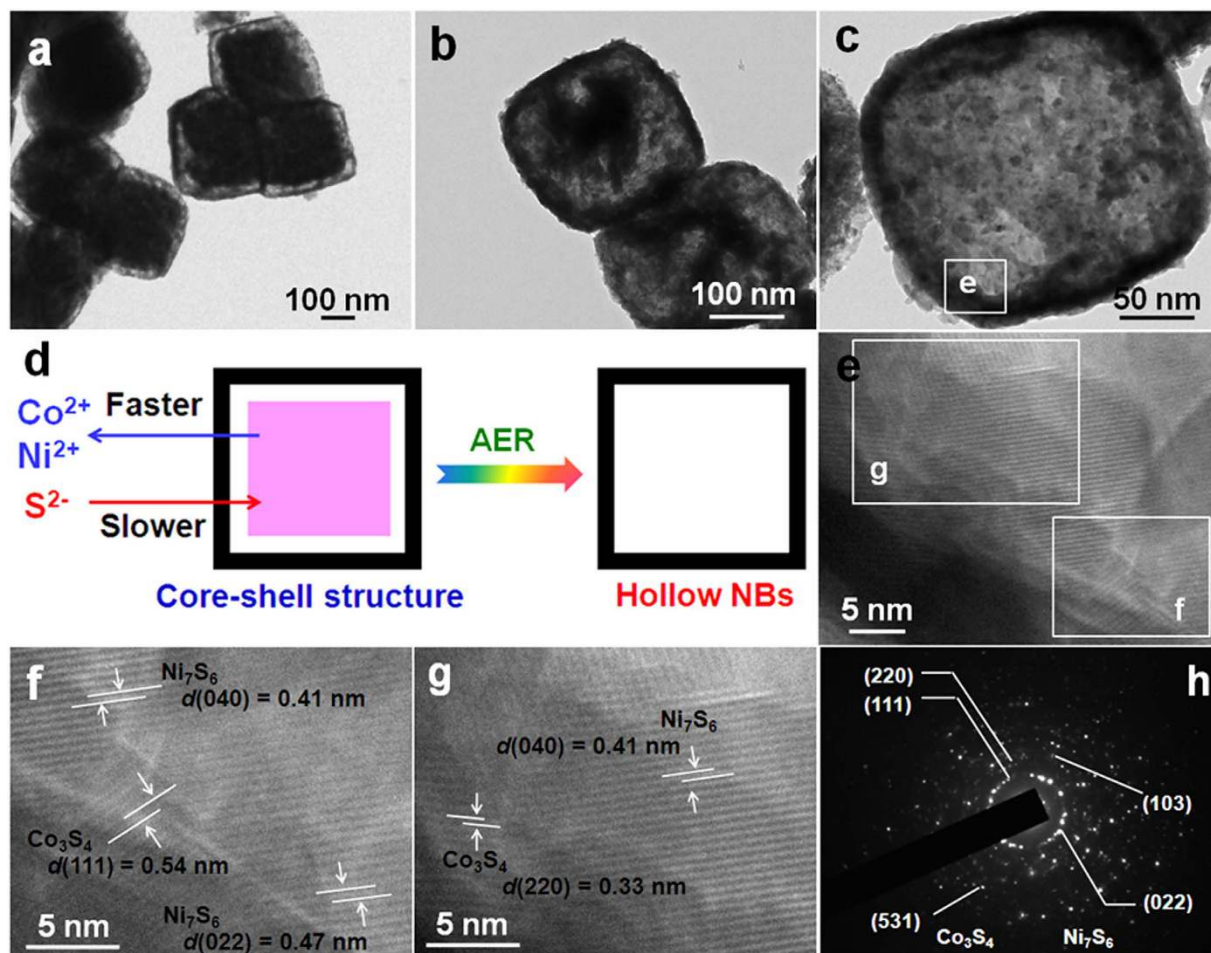 a
100 nm
b
100 nm
c
e
50 nm
d
Co²⁺
Faster
Ni²⁺
S²⁻
Slower
AER
Core-shell structure
Hollow NBs
e
g
f
5 nm
f
Ni₇S₆
d(040) = 0.41 nm
Co₃S₄
d(111) = 0.54 nm
Ni₇S₆
d(022) = 0.47 nm
5 nm
g
Ni₇S₆
d(040) = 0.41 nm
Co₃S₄
d(220) = 0.33 nm
5 nm
h
(220)
(111)
(103)
(022)
(531)
Co₃S₄
Ni₇S₆